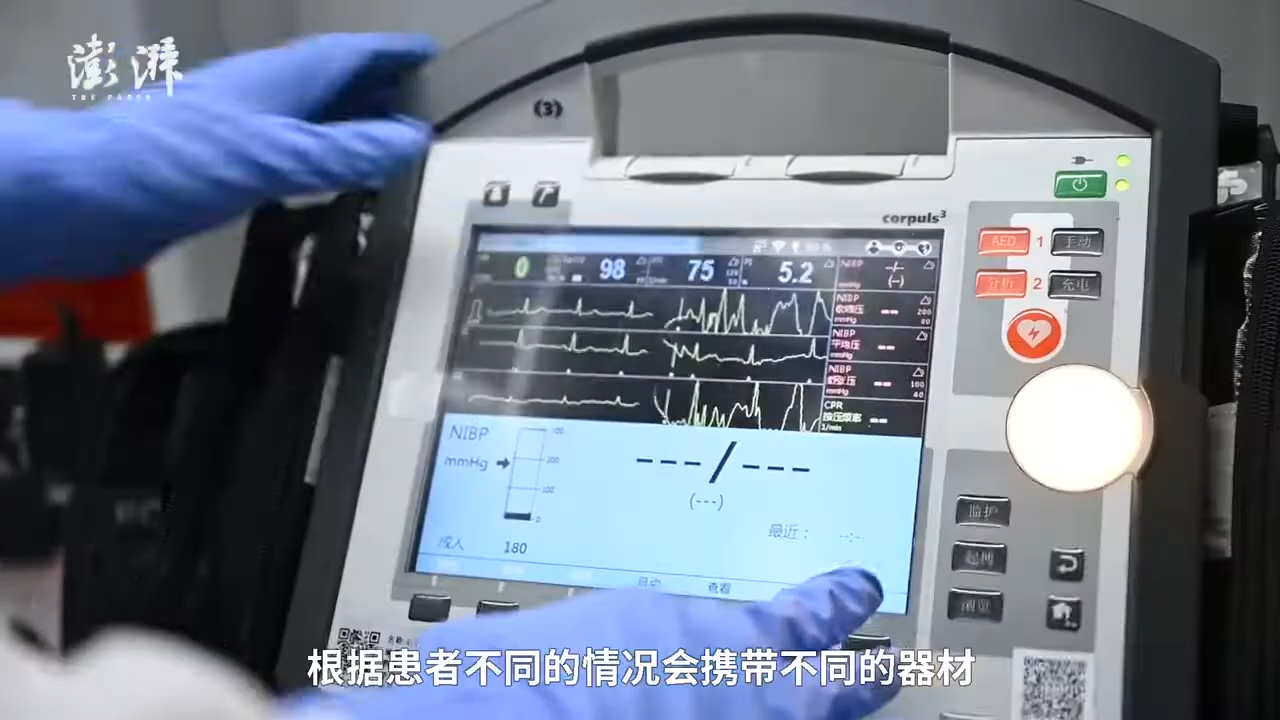 澎湃
THE PAPER
(3)
corpuls3
0
98
75
5.2
NIBP
mmHg
-/-
(-)
NIBP
收缩压
mmHg
--
200
80
NIBP
平均压
mmHg
--
NIBP
舒张压
mmHg
--
100
40
CPR
按压频率
1/min
--
NIBP
mmHg
200
100
0
---/---
(---)
最近：
--:--
成人
180
自动
查看
AED
1
手动
分析
2
充电
监护
起搏
浏览
根据患者不同的情况会携带不同的器材